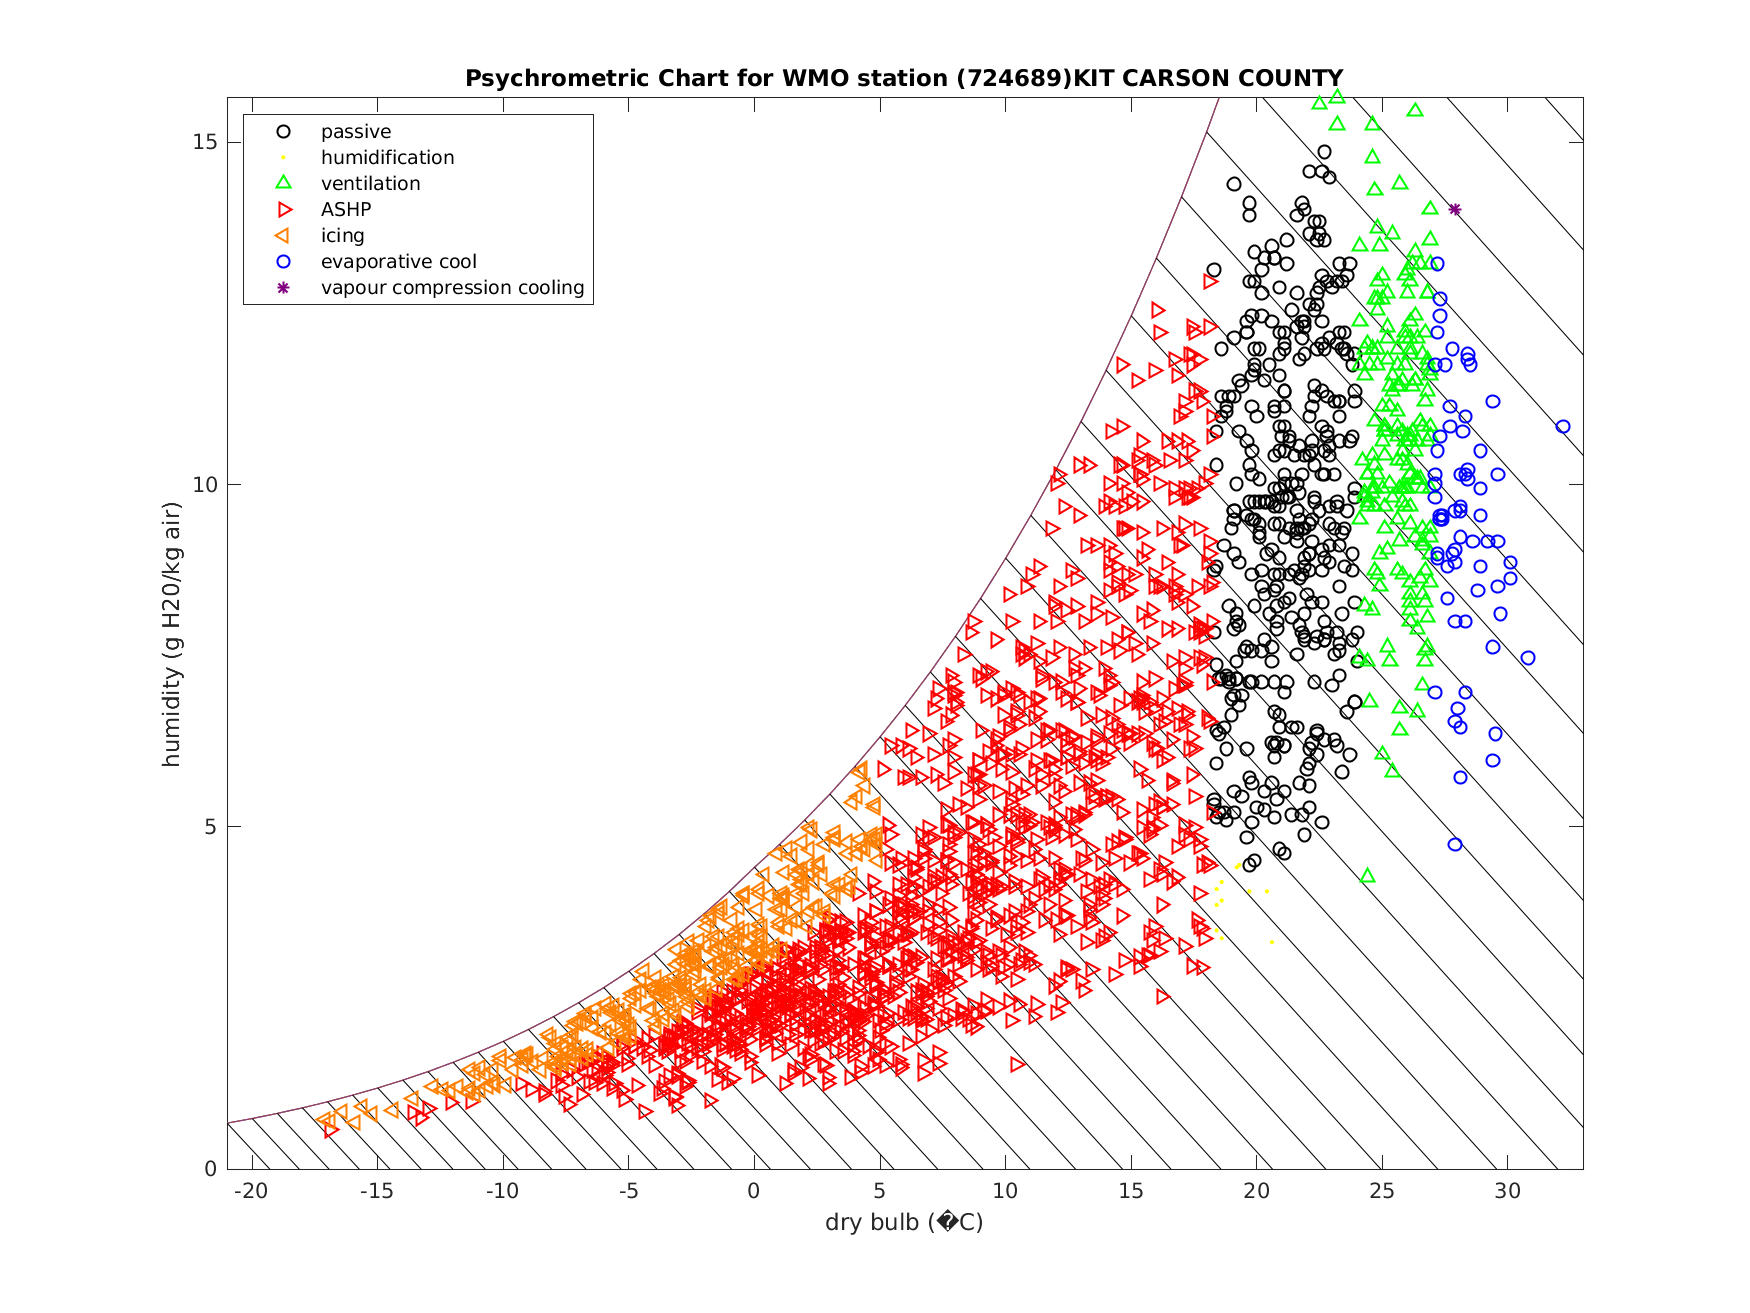 Psychrometric Chart for WMO station (724689)KIT CARSON COUNTY
passive
humidification
ventilation
ASHP
icing
evaporative cool
vapour compression cooling
humidity (g H20/kg air)
15
10
5
0
-20 -15 -10 -5 0 5 10 15 20 25 30
dry bulb (�C)